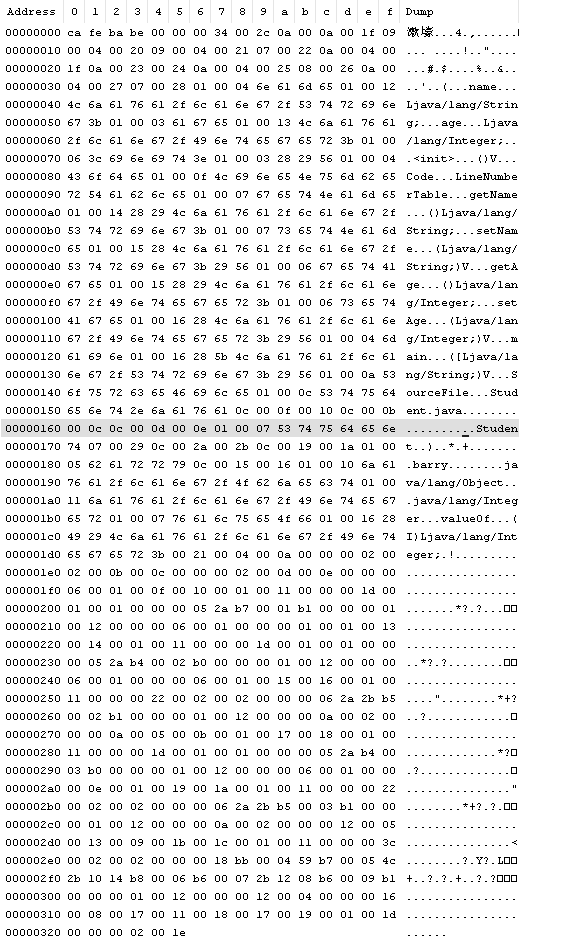 Address 0 1 2 3 4 5 6 7 8 9 a b c d e f Dump
00000000 ca fe ba be 00 00 00 34 00 2c 0a 00 0a 00 1f 09
00000010 00 04 00 20 09 00 04 00 21 07 00 22 0a 00 04 00 ... ....!.."....
00000020 1f 0a 00 23 00 24 0a 00 04 00 25 08 00 26 0a 00 ...#.$....%..&..
00000030 04 00 27 07 00 28 01 00 04 6e 61 6d 65 01 00 12 ..'..(...name...
00000040 4c 6a 61 76 61 2f 6c 61 6e 67 2f 53 74 72 69 6e Ljava/lang/Strin
00000050 67 3b 01 00 03 61 67 65 01 00 13 4c 6a 61 76 61 g;...age...Ljava
00000060 2f 6c 61 6e 67 2f 49 6e 74 65 67 65 72 3b 01 00 /lang/Integer;..
00000070 06 3c 69 6e 69 74 3e 01 00 03 28 29 56 01 00 04 .<init>...()V...
00000080 43 6f 64 65 01 00 0f 4c 69 6e 65 4e 75 6d 62 65 Code...LineNumbe
00000090 72 54 61 62 6c 65 01 00 07 67 65 74 4e 61 6d 65 rTable...getName
000000a0 01 00 14 28 29 4c 6a 61 76 61 2f 6c 61 6e 67 2f ...()Ljava/lang/
000000b0 53 74 72 69 6e 67 3b 01 00 07 73 65 74 4e 61 6d String;...setNam
000000c0 65 01 00 15 28 4c 6a 61 76 61 2f 6c 61 6e 67 2f e...(Ljava/lang/
000000d0 53 74 72 69 6e 67 3b 29 56 01 00 06 67 65 74 41 String;)V...getA
000000e0 67 65 01 00 15 28 29 4c 6a 61 76 61 2f 6c 61 6e ge...()Ljava/lan
000000f0 67 2f 49 6e 74 65 67 65 72 3b 01 00 06 73 65 74 g/Integer;...set
00000100 41 67 65 01 00 16 28 4c 6a 61 76 61 2f 6c 61 6e Age...(Ljava/lan
00000110 67 2f 49 6e 74 65 67 65 72 3b 29 56 01 00 04 6d g/Integer;)V...m
00000120 61 69 6e 01 00 16 28 5b 4c 6a 61 76 61 2f 6c 61 ain...([Ljava/la
00000130 6e 67 2f 53 74 72 69 6e 67 3b 29 56 01 00 0a 53 ng/String;)V...S
00000140 6f 75 72 63 65 46 69 6c 65 01 00 0c 53 74 75 64 ourceFile...Stud
00000150 65 6e 74 2e 6a 61 76 61 0c 00 0f 00 10 0c 00 0b ent.java........
00000160 00 0c 0c 00 0d 00 0e 01 00 07 53 74 75 64 65 6e ..........Studen
00000170 74 07 00 29 0c 00 2a 00 2b 0c 00 19 00 1a 01 00 t..)..*.+.......
00000180 05 62 61 72 72 79 0c 00 15 00 16 01 00 10 6a 61 .barry........ja
00000190 76 61 2f 6c 61 6e 67 2f 4f 62 6a 65 63 74 01 00 va/lang/Object..
000001a0 11 6a 61 76 61 2f 6c 61 6e 67 2f 49 6e 74 65 67 .java/lang/Integ
000001b0 65 72 01 00 07 76 61 6c 75 65 4f 66 01 00 16 28 er...valueOf...(
000001c0 49 29 4c 6a 61 76 61 2f 6c 61 6e 67 2f 49 6e 74 I)Ljava/lang/Int
000001d0 65 67 65 72 3b 00 21 00 04 00 0a 00 00 00 02 00 eger;.!.........
000001e0 02 00 0b 00 0c 00 00 00 02 00 0d 00 0e 00 00 00 ................
000001f0 06 00 01 00 0f 00 10 00 01 00 11 00 00 00 1d 00 ................
00000200 01 00 01 00 00 00 05 2a b7 00 01 b1 00 00 00 01 .......*?.?...
00000210 00 12 00 00 00 06 00 01 00 00 00 01 00 01 00 13 ................
00000220 00 14 00 01 00 11 00 00 00 1d 00 01 00 01 00 00 ................
00000230 00 05 2a b4 00 02 b0 00 00 00 01 00 12 00 00 00 ..*?.?.........
00000240 06 00 01 00 00 00 06 00 01 00 15 00 16 00 01 00 ................
00000250 11 00 00 00 22 00 02 00 02 00 00 00 06 2a 2b b5 ...."........*+?
00000260 00 02 b1 00 00 00 01 00 12 00 00 00 0a 00 02 00 ..?............
00000270 00 00 0a 00 05 00 0b 00 01 00 17 00 18 00 01 00 ................
00000280 11 00 00 00 1d 00 01 00 01 00 00 00 05 2a b4 00 .............*?
00000290 03 b0 00 00 00 01 00 12 00 00 00 06 00 01 00 00 .?.............
000002a0 00 0e 00 01 00 19 00 1a 00 01 00 11 00 00 00 22 ..............."
000002b0 00 02 00 02 00 00 00 06 2a 2b b5 00 03 b1 00 00 ........*+?.?.
000002c0 00 01 00 12 00 00 00 0a 00 02 00 00 00 12 00 05 ................
000002d0 00 13 00 09 00 1b 00 1c 00 01 00 11 00 00 00 3c ...............<
000002e0 00 02 00 02 00 00 00 18 bb 00 04 59 b7 00 05 4c ........?.Y?.L
000002f0 2b 10 14 b8 00 06 b6 00 07 2b 12 08 b6 00 09 b1 +..?.?..+..?.?
00000300 00 00 00 01 00 12 00 00 00 12 00 04 00 00 00 16 ................
00000310 00 08 00 17 00 11 00 18 00 17 00 19 00 01 00 1d ................
00000320 00 00 00 02 00 1e ......